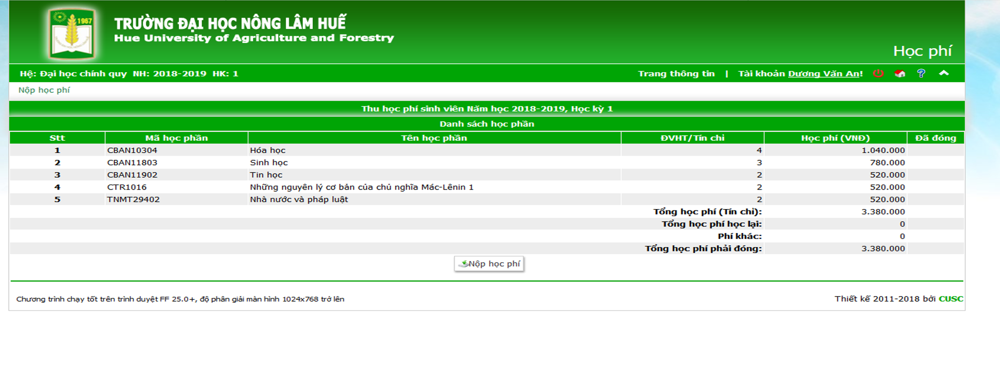 1967
TRƯỜNG ĐẠI HỌC NÔNG LÂM HUẾ
Hue University of Agriculture and Forestry
Học phí
Hệ: Đại học chính quy NH: 2018-2019 HK: 1 Trang thông tin | Tài khoản Dương Văn An!
Nộp học phí
Thu học phí sinh viên Năm học 2018-2019, Học kỳ 1
Danh sách học phần
Stt Mã học phần Tên học phần ĐVHT/Tín chỉ Học phí (VNĐ) Đã đóng
1 CBAN10304 Hóa học 4 1.040.000
2 CBAN11803 Sinh học 3 780.000
3 CBAN11902 Tin học 2 520.000
4 CTR1016 Những nguyên lý cơ bản của chủ nghĩa Mác-Lênin 1 2 520.000
5 TNMT29402 Nhà nước và pháp luật 2 520.000
Tổng học phí (Tín chỉ): 3.380.000
Tổng học phí học lại: 0
Phí khác: 0
Tổng học phí phải đóng: 3.380.000
Nộp học phí
Chương trình chạy tốt trên trình duyệt FF 25.0+, độ phân giải màn hình 1024x768 trở lên Thiết kế 2011-2018 bởi CUSC